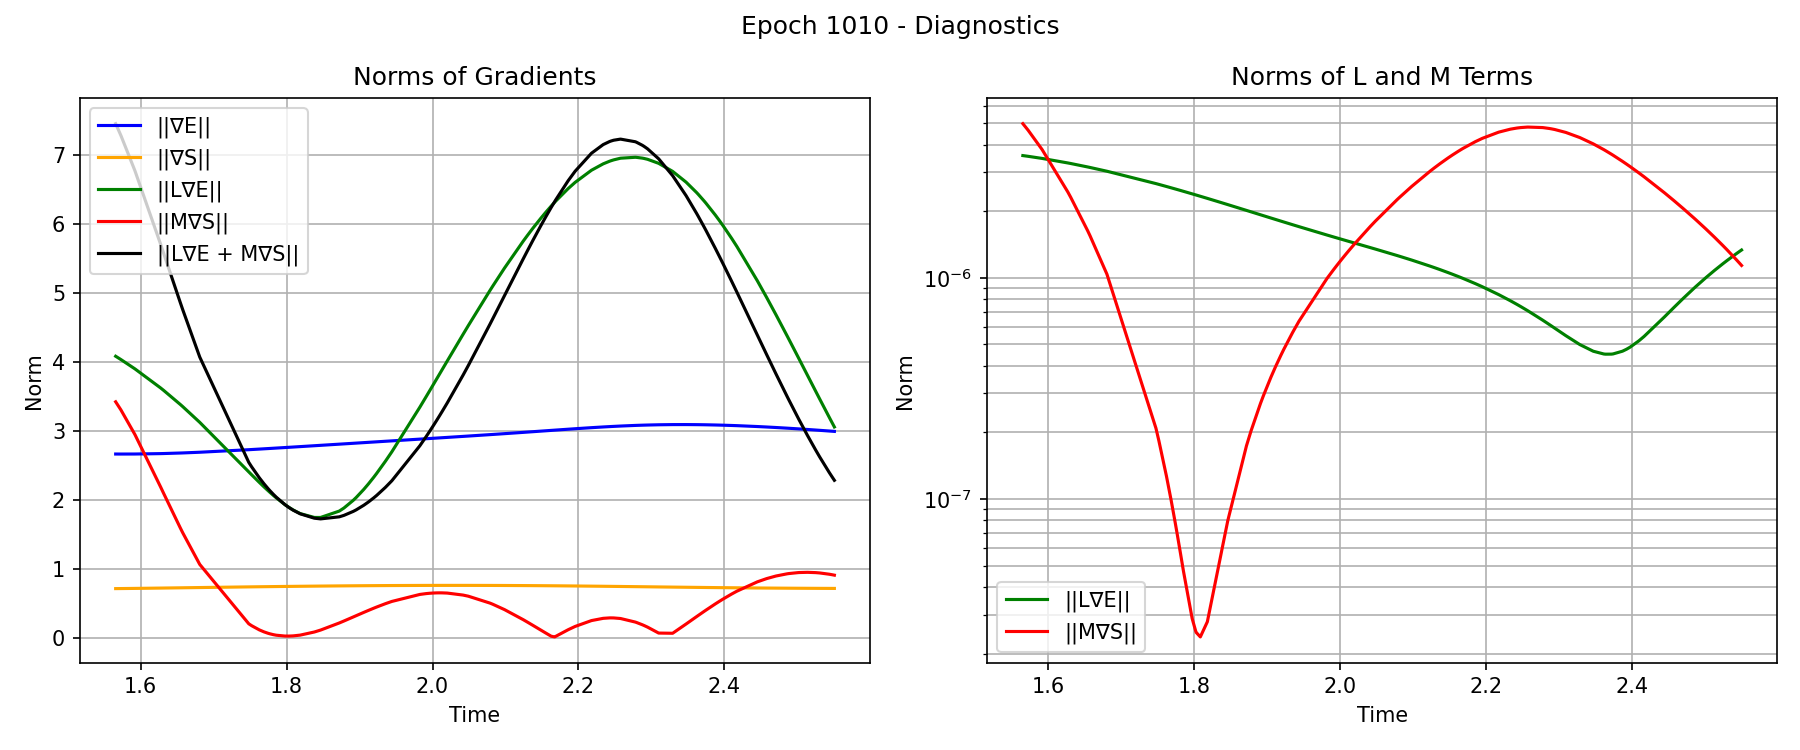 Epoch 1010 - Diagnostics
Norms of Gradients
||∇E||
||∇S||
||L∇E||
||M∇S||
||L∇E + M∇S||
Norm
7
6
5
4
3
2
1
0
1.6 1.8 2.0 2.2 2.4
Time
Norms of L and M Terms
Norm
10⁻⁶
10⁻⁷
||L∇E||
||M∇S||
1.6 1.8 2.0 2.2 2.4
Time